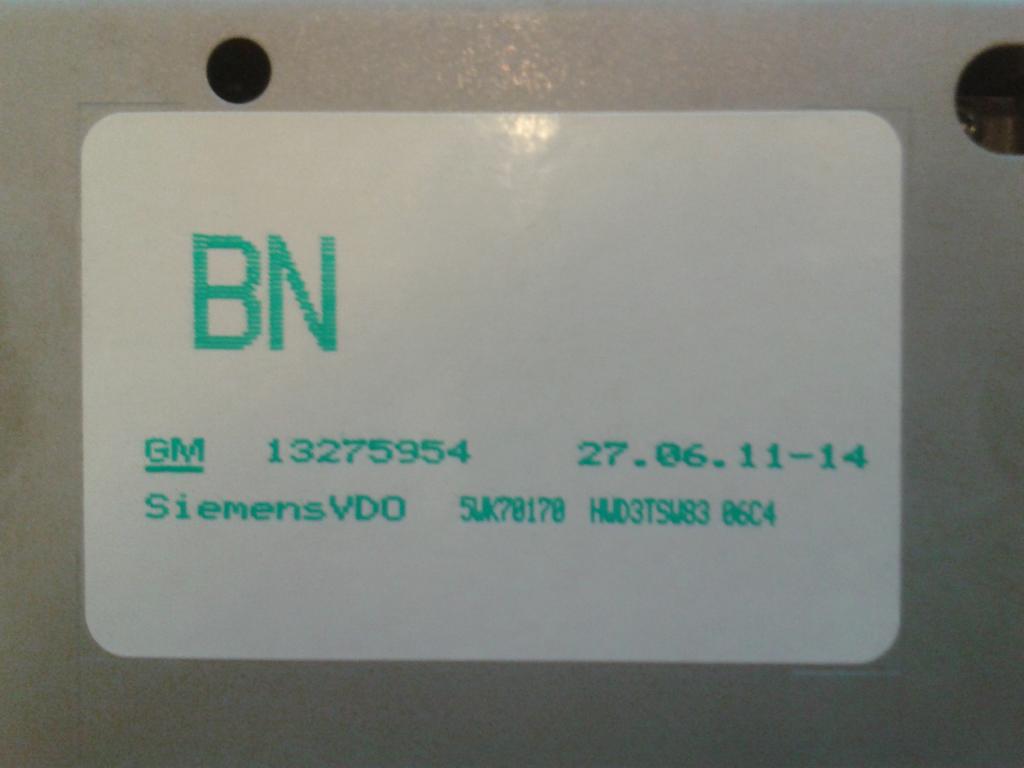 BN
GM 13275954 27.06.11-14
SiemensVDO 5WK70170 HWD3TSW83 06C4